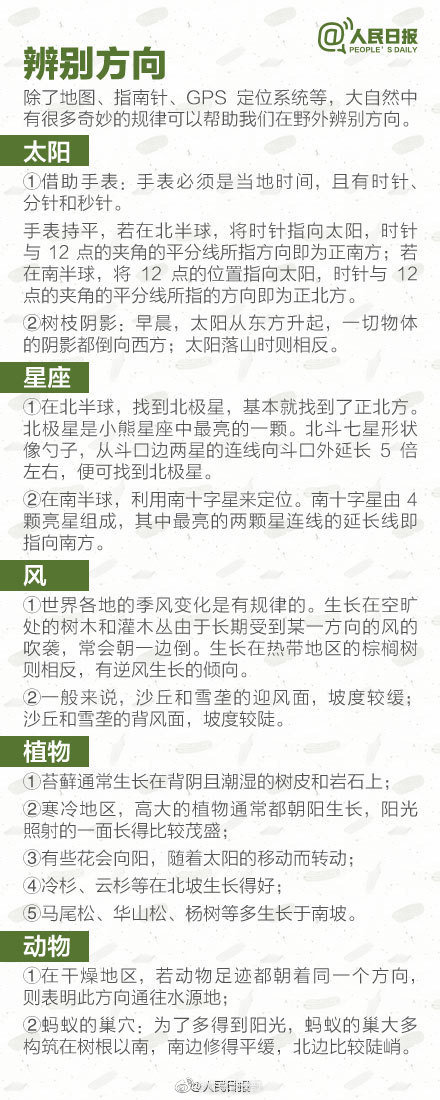 @人民日报
PEOPLE'S DAILY
辨别方向
除了地图、指南针、GPS 定位系统等，大自然中
有很多奇妙的规律可以帮助我们在野外辨别方向。
太阳
①借助手表：手表必须是当地时间，且有时针、
分针和秒针。
手表持平，若在北半球，将时针指向太阳，时针
与 12 点的夹角的平分线所指方向即为正南方；若
在南半球，将 12 点的位置指向太阳，时针与 12
点的夹角的平分线所指的方向即为正北方。
②树枝阴影：早晨，太阳从东方升起，一切物体
的阴影都倒向西方；太阳落山时则相反。
星座
①在北半球，找到北极星，基本就找到了正北方。
北极星是小熊星座中最亮的一颗。北斗七星形状
像勺子，从斗口边两星的连线向斗口外延长 5 倍
左右，便可找到北极星。
②在南半球，利用南十字星来定位。南十字星由 4
颗亮星组成，其中最亮的两颗星连线的延长线即
指向南方。
风
①世界各地的季风变化是有规律的。生长在空旷
处的树木和灌木丛由于长期受到某一方向的风的
吹袭，常会朝一边倒。生长在热带地区的棕榈树
则相反，有逆风生长的倾向。
②一般来说，沙丘和雪垄的迎风面，坡度较缓；
沙丘和雪垄的背风面，坡度较陡。
植物
①苔藓通常生长在背阴且潮湿的树皮和岩石上；
②寒冷地区，高大的植物通常都朝阳生长，阳光
照射的一面长得比较茂盛；
③有些花会向阳，随着太阳的移动而转动；
④冷杉、云杉等在北坡生长得好；
⑤马尾松、华山松、杨树等多生长于南坡。
动物
①在干燥地区，若动物足迹都朝着同一个方向，
则表明此方向通往水源地；
②蚂蚁的巢穴：为了多得到阳光，蚂蚁的巢大多
构筑在树根以南，南边修得平缓，北边比较陡峭。
@人民日报